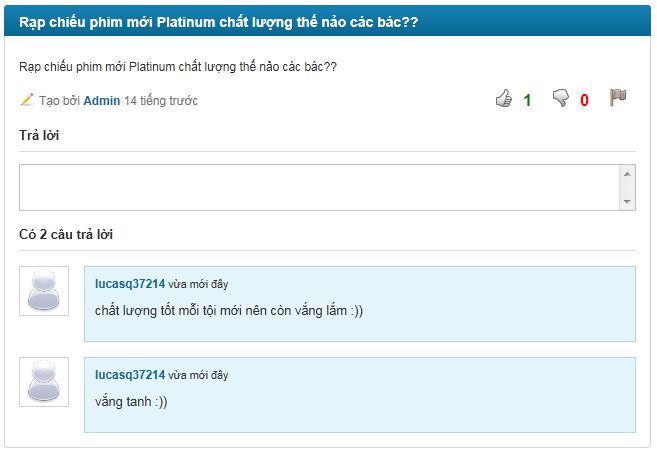 Rạp chiếu phim mới Platinum chất lượng thế nảo các bác??
Rạp chiếu phim mới Platinum chất lượng thế nảo các bác??
Tạo bởi Admin 14 tiếng trước
1
0
Trả lời
Có 2 câu trả lời
lucasq37214 vừa mới đây
chất lượng tốt mỗi tội mới nên còn vắng lắm :))
lucasq37214 vừa mới đây
vắng tanh :))